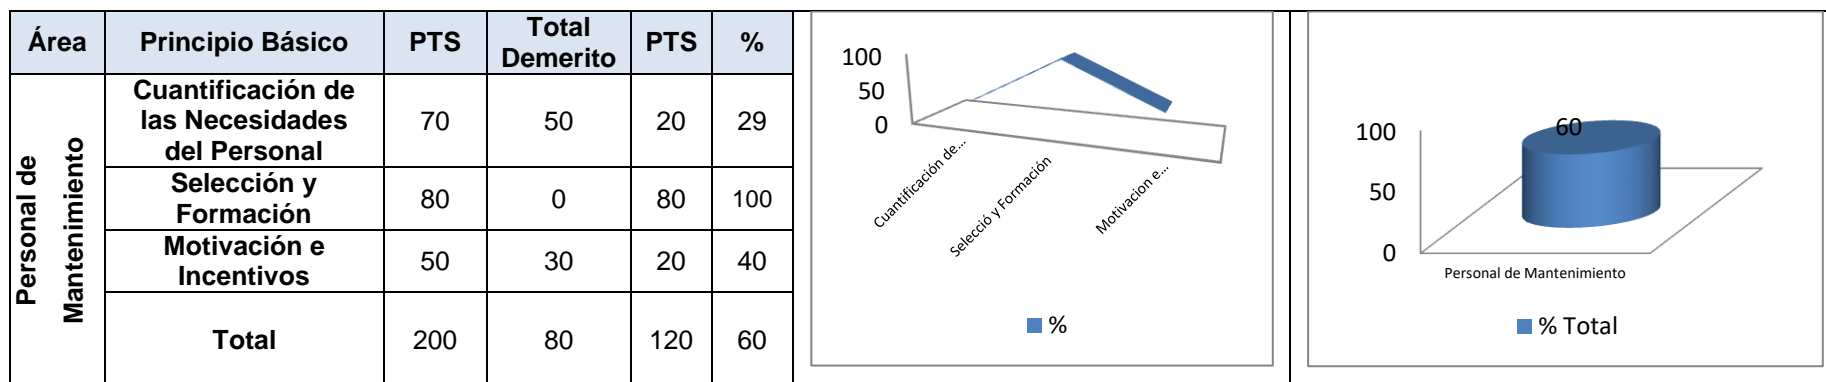 Área Principio Básico PTS Total Demerito PTS %
Personal de Mantenimiento
Cuantificación de las Necesidades del Personal 70 50 20 29
Selección y Formación 80 0 80 100
Motivación e Incentivos 50 30 20 40
Total 200 80 120 60
100
50
0
Cuantificación de...
Selecció y Formación
Motivacion e...
%
100
50
0
60
Personal de Mantenimiento
% Total